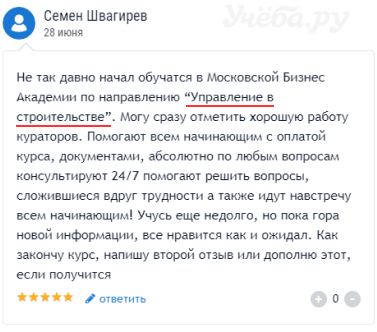 Учёба.ру
Семен Швагирев
28 июня
Не так давно начал обучатся в Московской Бизнес
Академии по направлению “Управление в
строительстве”. Могу сразу отметить хорошую работу
кураторов. Помогают всем начинающим с оплатой
курса, документами, абсолютно по любым вопросам
консультируют 24/7 помогают решить вопросы,
сложившиеся вдруг трудности а также идут навстречу
всем начинающим! Учусь еще недолго, но пока гора
новой информации, все нравится как и ожидал. Как
закончу курс, напишу второй отзыв или дополню этот,
если получится
ответить
+ 0 -